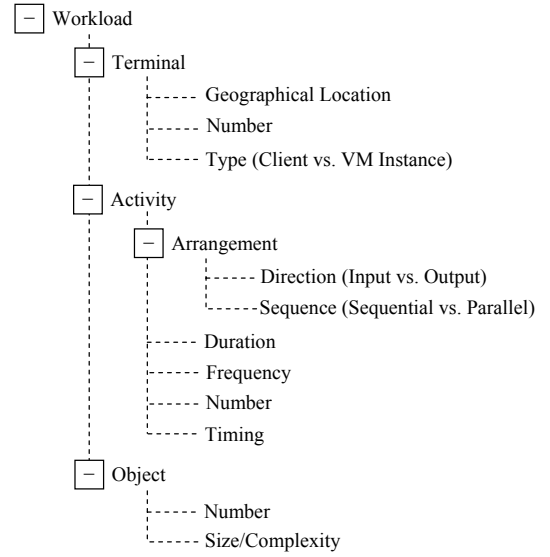 Workload
Terminal
Geographical Location
Number
Type (Client vs. VM Instance)
Activity
Arrangement
Direction (Input vs. Output)
Sequence (Sequential vs. Parallel)
Duration
Frequency
Number
Timing
Object
Number
Size/Complexity